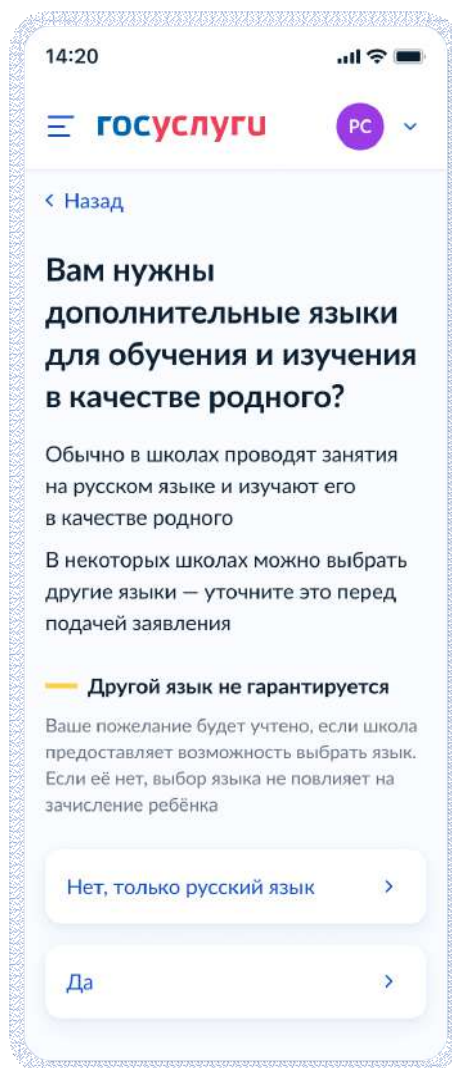 14:20
госуслуги
РС
Назад
Вам нужны
дополнительные языки
для обучения и изучения
в качестве родного?
Обычно в школах проводят занятия
на русском языке и изучают его
в качестве родного
В некоторых школах можно выбрать
другие языки — уточните это перед
подачей заявления
Другой язык не гарантируется
Ваше пожелание будет учтено, если школа
предоставляет возможность выбрать язык.
Если её нет, выбор языка не повлияет на
зачисление ребёнка
Нет, только русский язык
Да